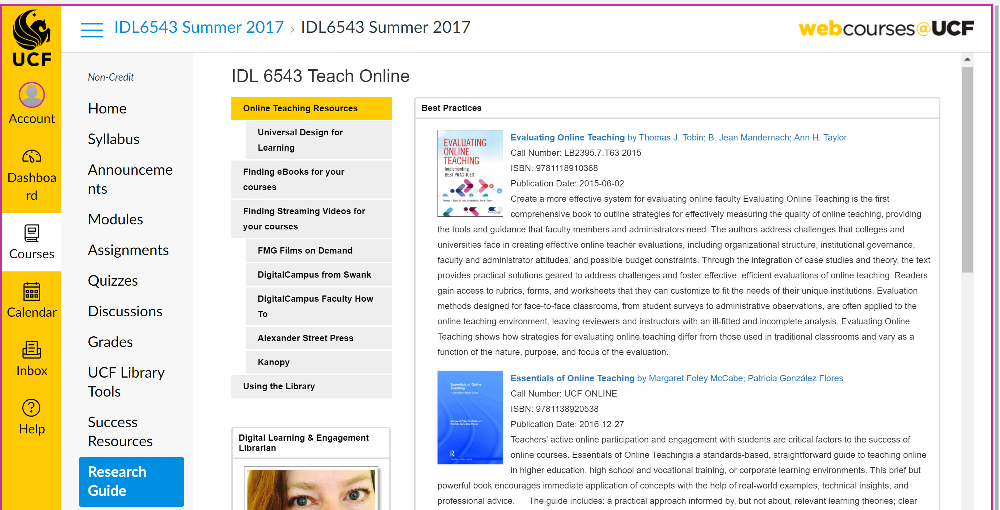 UCF
Account
Dashboa
rd
Courses
Calendar
Inbox
Help
IDL6543 Summer 2017 › IDL6543 Summer 2017
webcourses@UCF
Non-Credit
Home
Syllabus
Announceme
nts
Modules
Assignments
Quizzes
Discussions
Grades
UCF Library
Tools
Success
Resources
Research
Guide
IDL 6543 Teach Online
Online Teaching Resources
Universal Design for
Learning
Finding eBooks for your
courses
Finding Streaming Videos for
your courses
FMG Films on Demand
DigitalCampus from Swank
DigitalCampus Faculty How
To
Alexander Street Press
Kanopy
Using the Library
Digital Learning & Engagement
Librarian
Best Practices
EVALUATING
ONLINE
TEACHING
Implementing
BEST PRACTICES
Thomas J. Tobin, B. Jean Mandernach, Ann H. Taylor
Evaluating Online Teaching by Thomas J. Tobin; B. Jean Mandernach; Ann H. Taylor
Call Number: LB2395.7.T63 2015
ISBN: 9781118910368
Publication Date: 2015-06-02
Create a more effective system for evaluating online faculty Evaluating Online Teaching is the first
comprehensive book to outline strategies for effectively measuring the quality of online teaching, providing
the tools and guidance that faculty members and administrators need. The authors address challenges that colleges and
universities face in creating effective online teacher evaluations, including organizational structure, institutional governance,
faculty and administrator attitudes, and possible budget constraints. Through the integration of case studies and theory, the text
provides practical solutions geared to address challenges and foster effective, efficient evaluations of online teaching. Readers
gain access to rubrics, forms, and worksheets that they can customize to fit the needs of their unique institutions. Evaluation
methods designed for face-to-face classrooms, from student surveys to administrative observations, are often applied to the
online teaching environment, leaving reviewers and instructors with an ill-fitted and incomplete analysis. Evaluating Online
Teaching shows how strategies for evaluating online teaching differ from those used in traditional classrooms and vary as a
function of the nature, purpose, and focus of the evaluation.
Essentials of Online
Teaching
A Standards-Based Guide
Margaret Foley McCabe and
Patricia González-Flores
R
Essentials of Online Learning
Essentials of Online Teaching by Margaret Foley McCabe; Patricia González Flores
Call Number: UCF ONLINE
ISBN: 9781138920538
Publication Date: 2016-12-27
Teachers' active online participation and engagement with students are critical factors to the success of
online courses. Essentials of Online Teachingis a standards-based, straightforward guide to teaching online
in higher education, high school and vocational training, or corporate learning environments. This brief but
powerful book encourages immediate application of concepts with the help of real-world examples, technical insights, and
professional advice. The guide includes: a practical approach informed by, but not about, relevant learning theories; clear